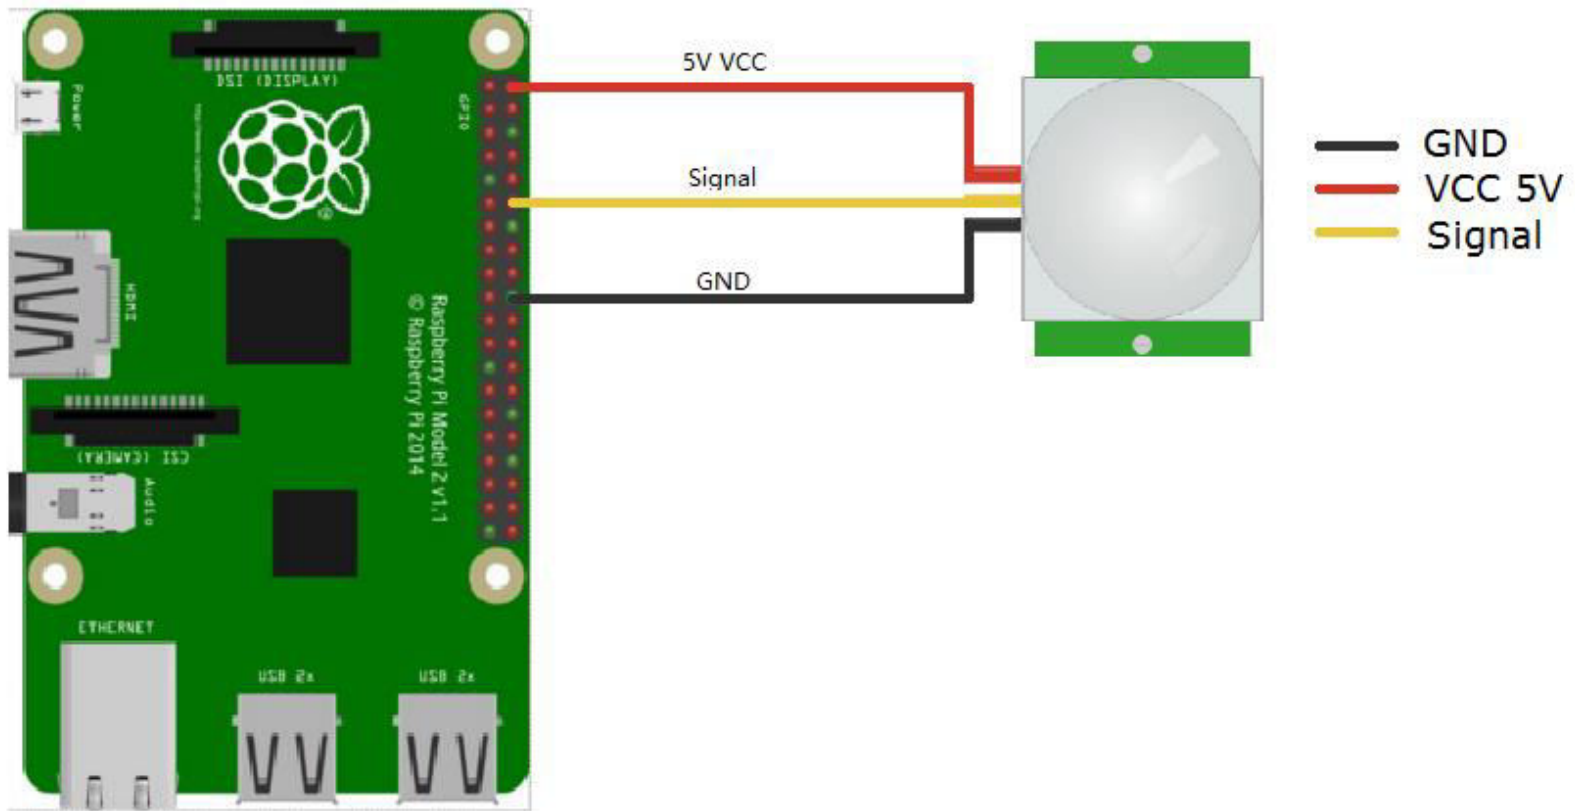 DSI (DISPLAY)
Power
GPIO
5V VCC
Signal
GND
GND
VCC 5V
Signal
HDMI
Raspberry Pi Model 2 v1.1
© Raspberry Pi 2014
CSI (CAMERA)
Audio
ETHERNET
USB 2x
USB 2x